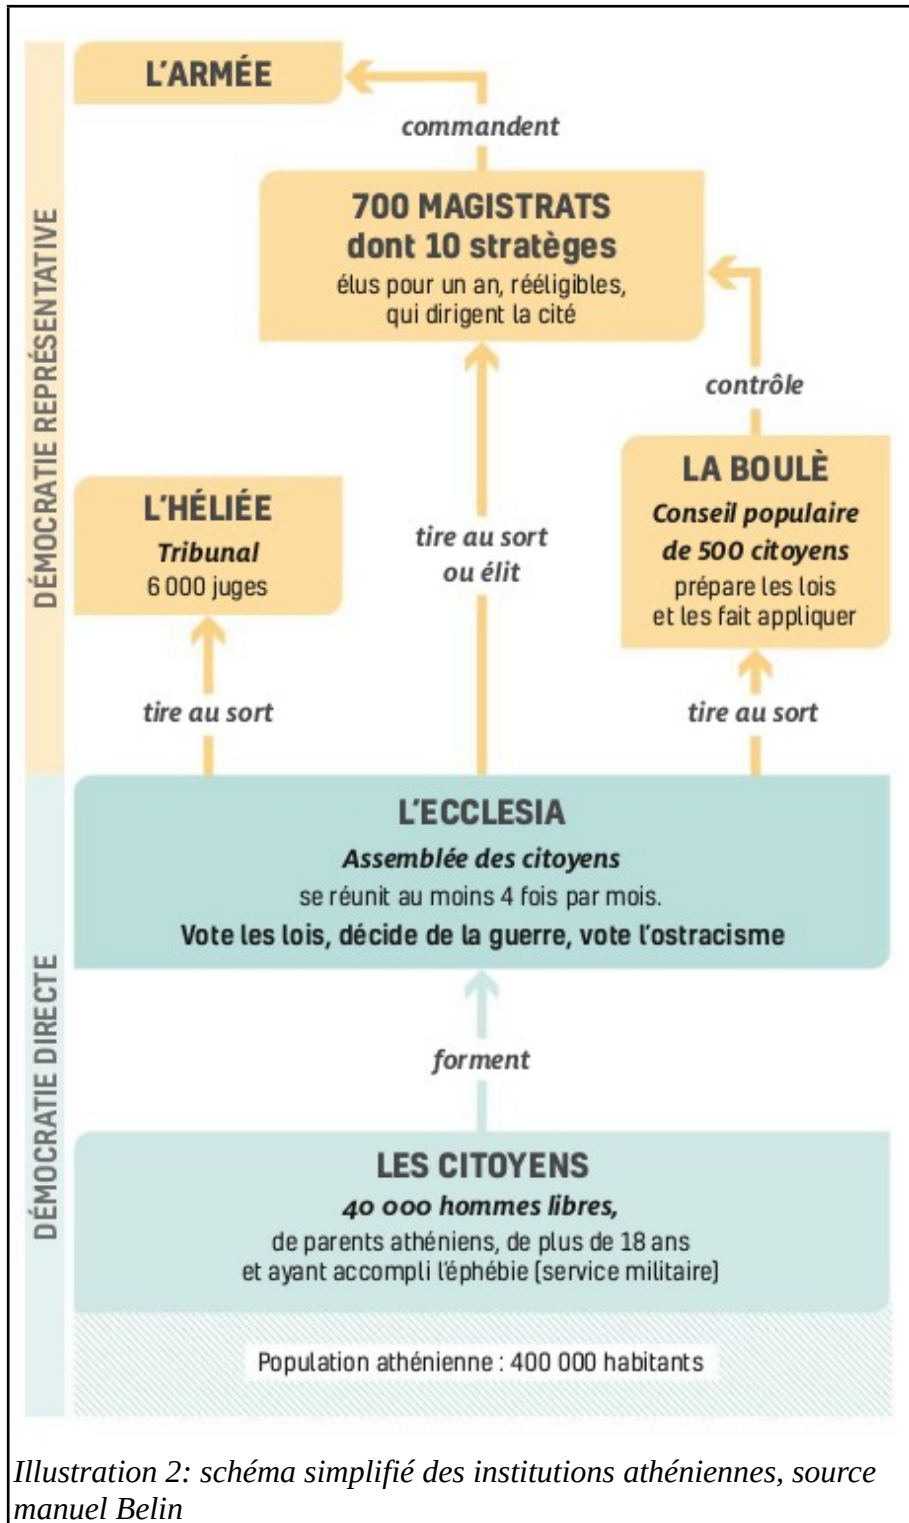 L'ARMÉE
commandent
700 MAGISTRATS
dont 10 stratèges
élus pour un an, rééligibles,
qui dirigent la cité
contrôle
LA BOULÈ
Conseil populaire
de 500 citoyens
prépare les lois
et les fait appliquer
L'HÉLIÉE
Tribunal
6 000 juges
tire au sort
ou élit
tire au sort
tire au sort
DÉMOCRATIE REPRÉSENTATIVE
L'ECCLESIA
Assemblée des citoyens
se réunit au moins 4 fois par mois.
Vote les lois, décide de la guerre, vote l'ostracisme
forment
DÉMOCRATIE DIRECTE
LES CITOYENS
40 000 hommes libres,
de parents athéniens, de plus de 18 ans
et ayant accompli l'éphébie (service militaire)
Population athénienne : 400 000 habitants
Illustration 2: schéma simplifié des institutions athéniennes, source
manuel Belin